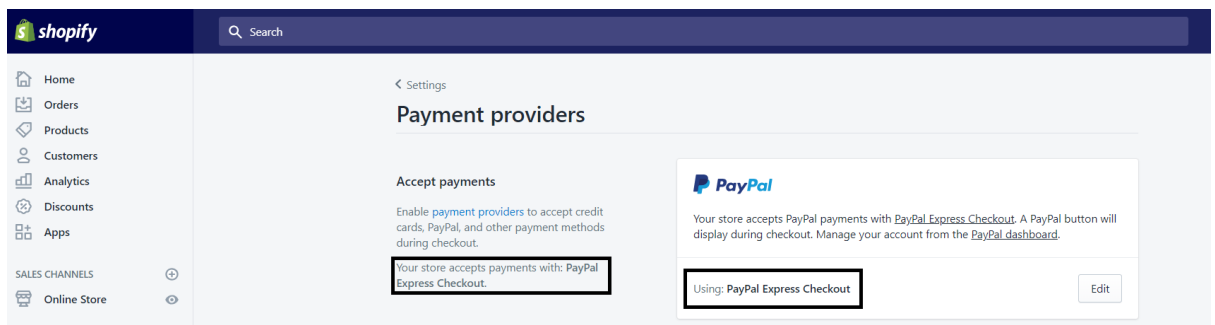 shopify
Search
Home
Orders
Products
Customers
Analytics
Discounts
Apps
SALES CHANNELS
Online Store
Settings
Payment providers
Accept payments
Enable payment providers to accept credit
cards, PayPal, and other payment methods
during checkout.
Your store accepts payments with: PayPal
Express Checkout.
PayPal
Your store accepts PayPal payments with PayPal Express Checkout. A PayPal button will
display during checkout. Manage your account from the PayPal dashboard.
Using: PayPal Express Checkout
Edit